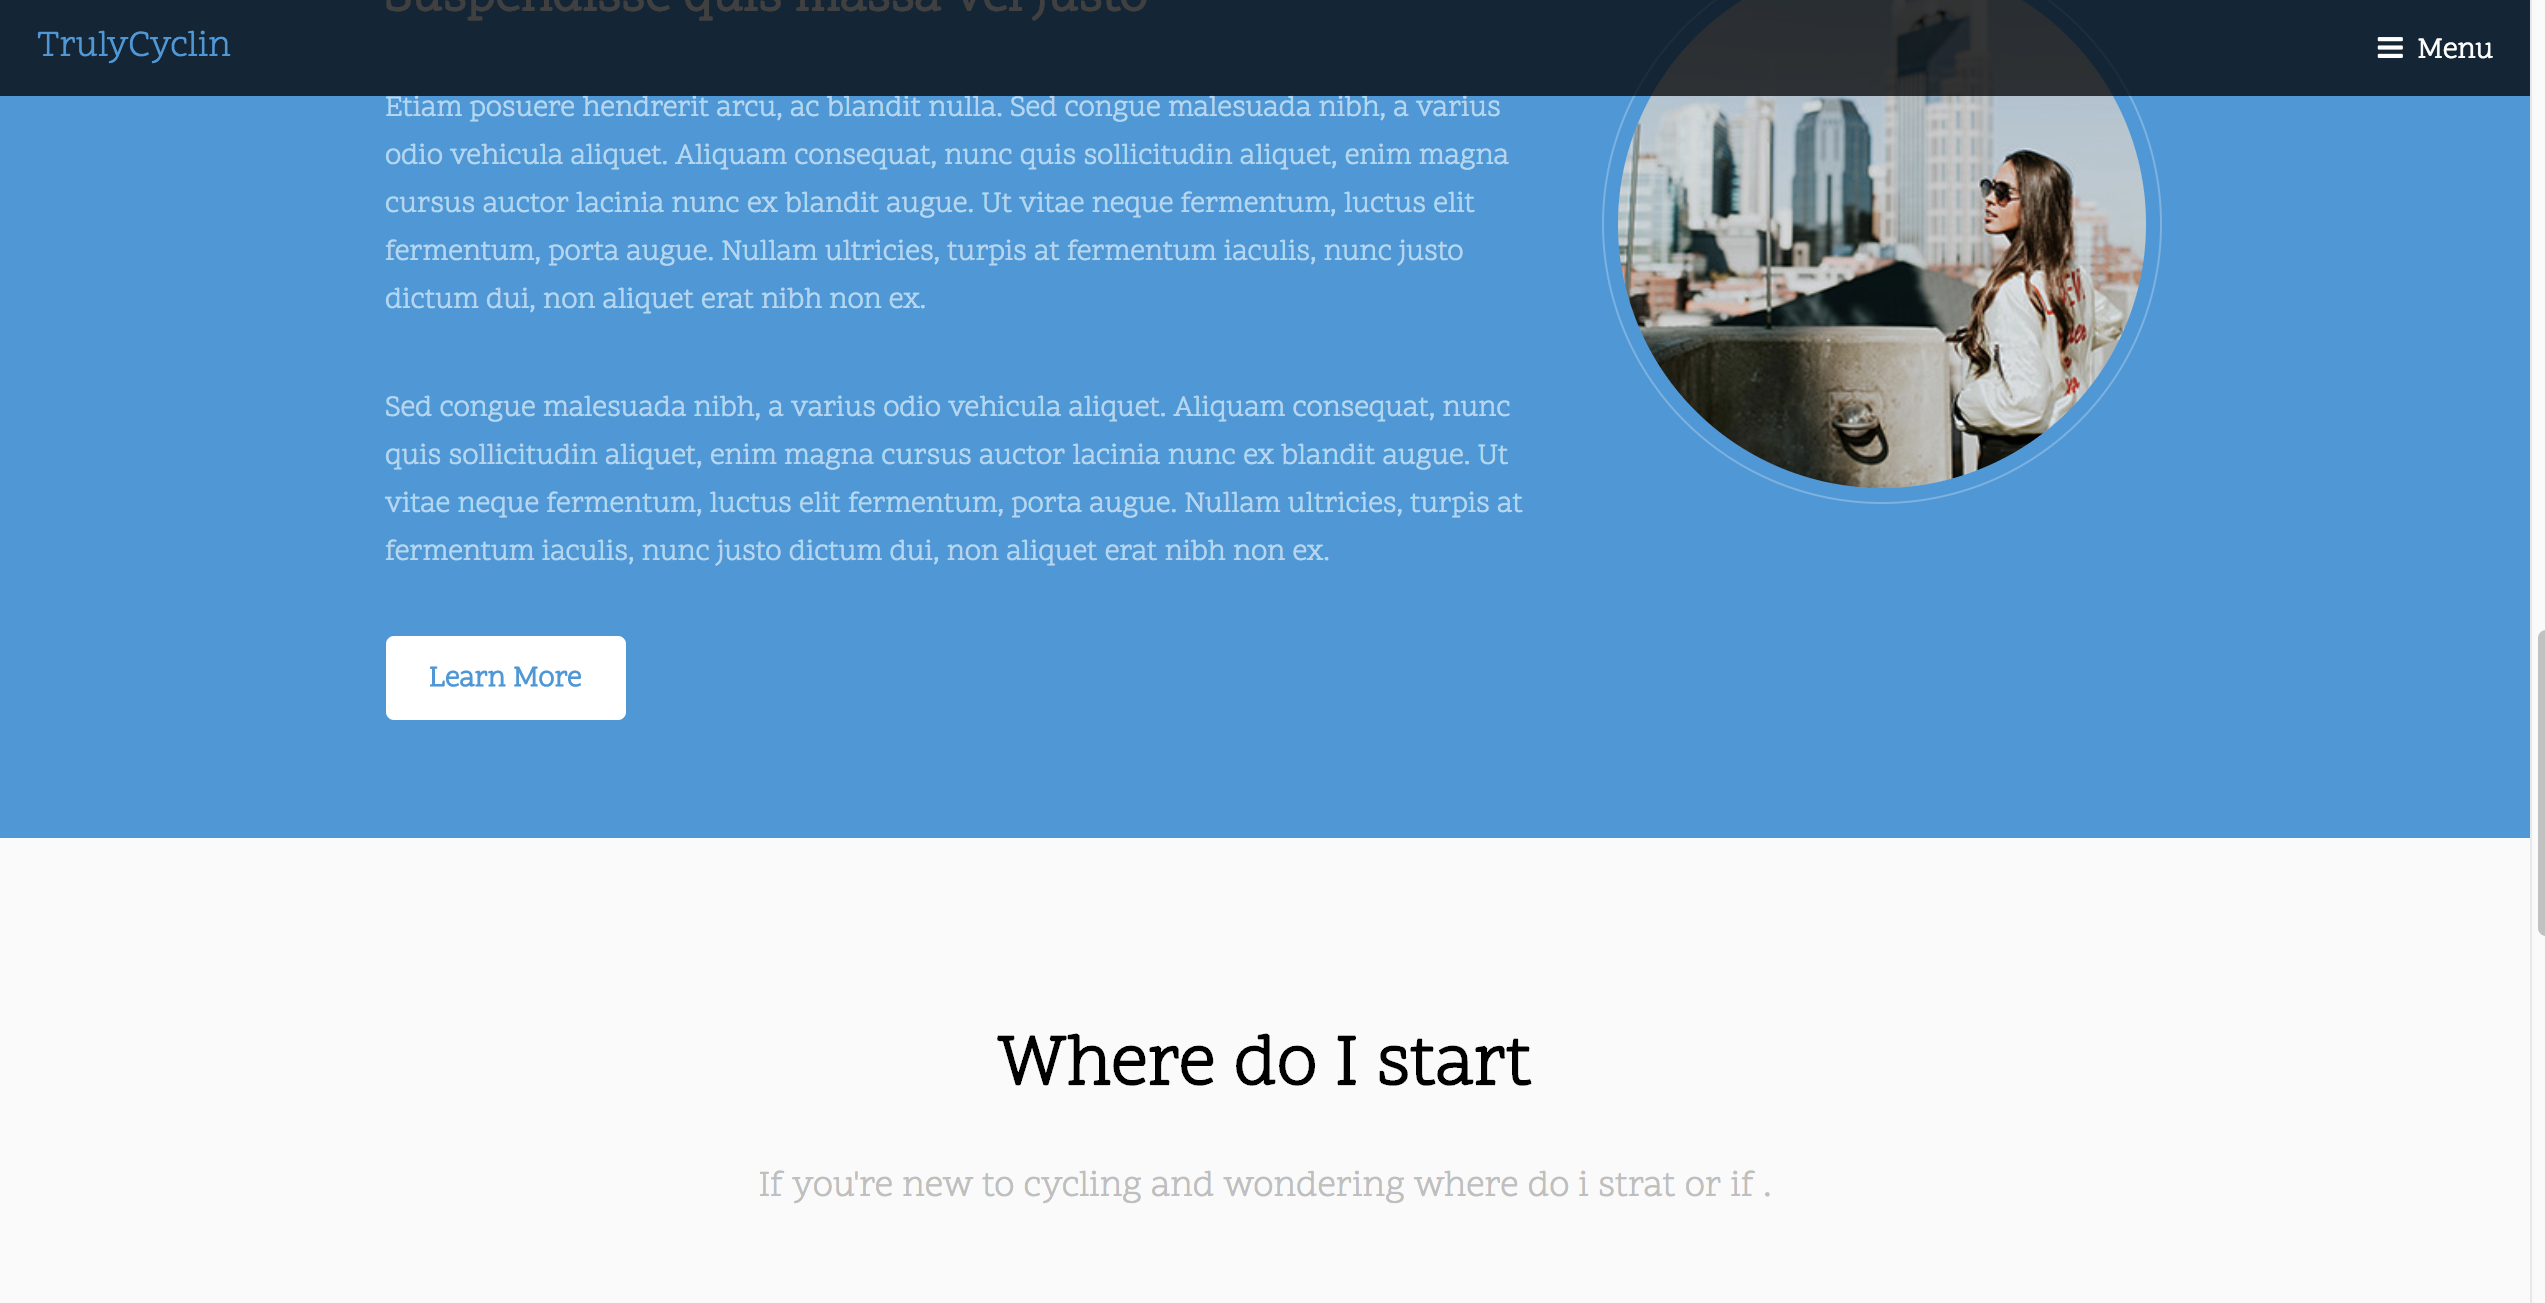 Suspendisse quis massa vel justo
TrulyCyclin
Menu
Etiam posuere hendrerit arcu, ac blandit nulla. Sed congue malesuada nibh, a varius
odio vehicula aliquet. Aliquam consequat, nunc quis sollicitudin aliquet, enim magna
cursus auctor lacinia nunc ex blandit augue. Ut vitae neque fermentum, luctus elit
fermentum, porta augue. Nullam ultricies, turpis at fermentum iaculis, nunc justo
dictum dui, non aliquet erat nibh non ex.
Sed congue malesuada nibh, a varius odio vehicula aliquet. Aliquam consequat, nunc
quis sollicitudin aliquet, enim magna cursus auctor lacinia nunc ex blandit augue. Ut
vitae neque fermentum, luctus elit fermentum, porta augue. Nullam ultricies, turpis at
fermentum iaculis, nunc justo dictum dui, non aliquet erat nibh non ex.
Learn More
Where do I start
If you're new to cycling and wondering where do i strat or if .